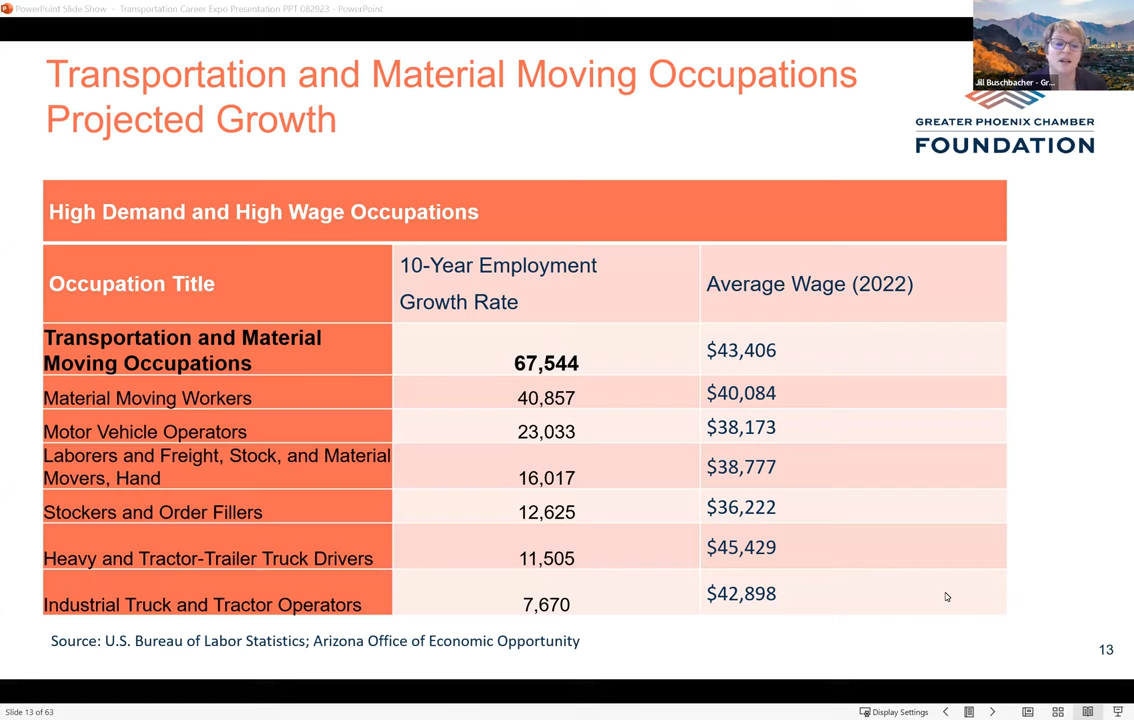 PowerPoint Slide Show - Transportation Career Expo Presentation PPT 082923 - PowerPoint
Jill Buschbacher - Gr...
Transportation and Material Moving Occupations
Projected Growth
GREATER PHOENIX CHAMBER
FOUNDATION
High Demand and High Wage Occupations
Occupation Title
10-Year Employment
Growth Rate
Average Wage (2022)
Transportation and Material
Moving Occupations
67,544
$43,406
Material Moving Workers
40,857
$40,084
Motor Vehicle Operators
23,033
$38,173
Laborers and Freight, Stock, and Material
Movers, Hand
16,017
$38,777
Stockers and Order Fillers
12,625
$36,222
Heavy and Tractor-Trailer Truck Drivers
11,505
$45,429
Industrial Truck and Tractor Operators
7,670
$42,898
Source: U.S. Bureau of Labor Statistics; Arizona Office of Economic Opportunity
13
Slide 13 of 63
Display Settings